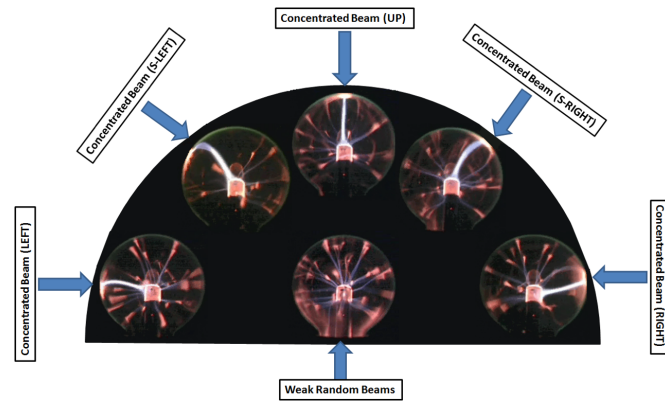 Concentrated Beam (UP)
Concentrated Beam (S-LEFT)
Concentrated Beam (S-RIGHT)
Concentrated Beam (LEFT)
Concentrated Beam (RIGHT)
Weak Random Beams